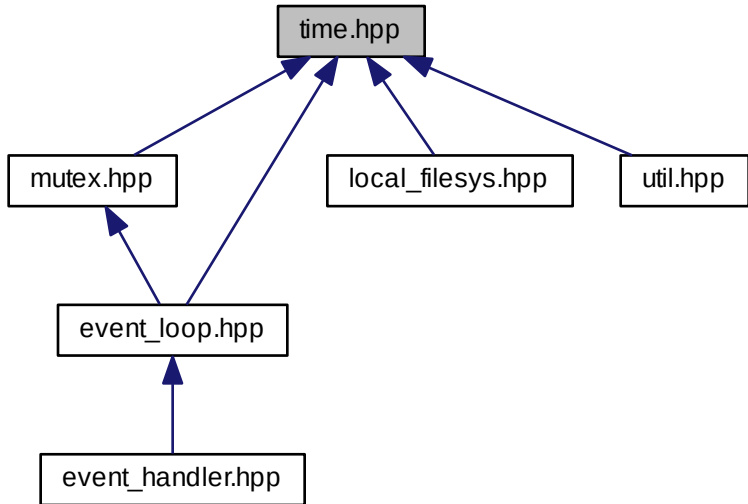 time.hpp
mutex.hpp
local_filesys.hpp
util.hpp
event_loop.hpp
event_handler.hpp